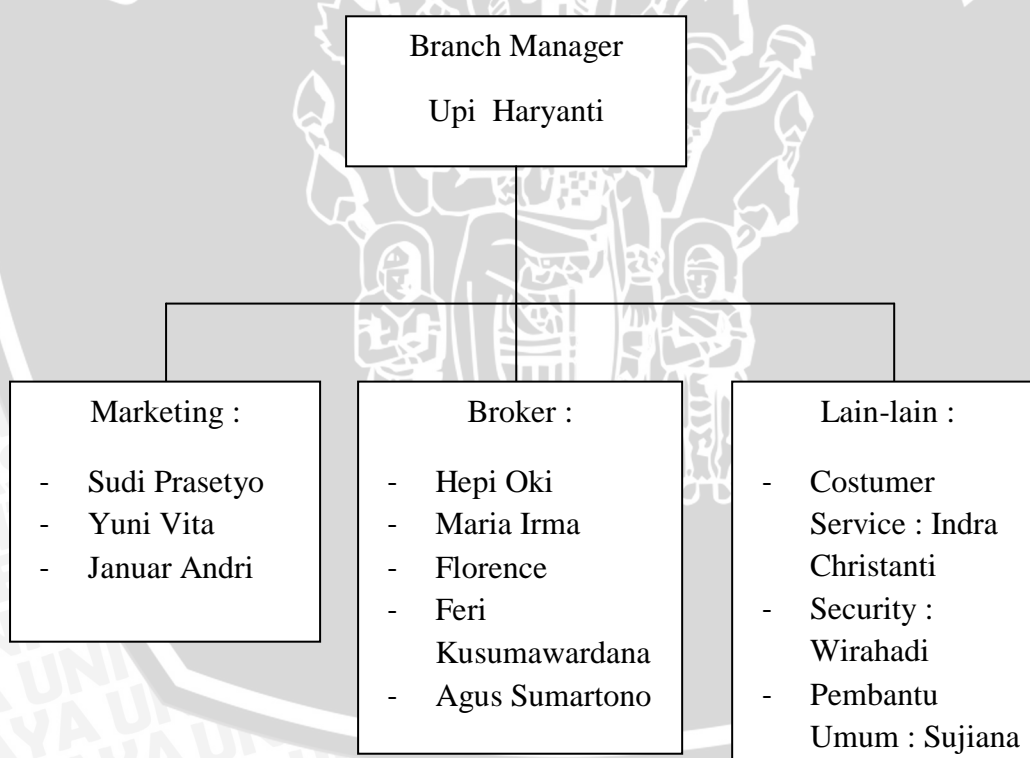 Branch Manager
Upi Haryanti
Marketing :
- Sudi Prasetyo
- Yuni Vita
- Januar Andri
Broker :
- Hepi Oki
- Maria Irma
- Florence
- Feri
Kusumawardana
- Agus Sumartono
Lain-lain :
- Costumer
Service : Indra
Christanti
- Security :
Wirahadi
- Pembantu
Umum : Sujiana